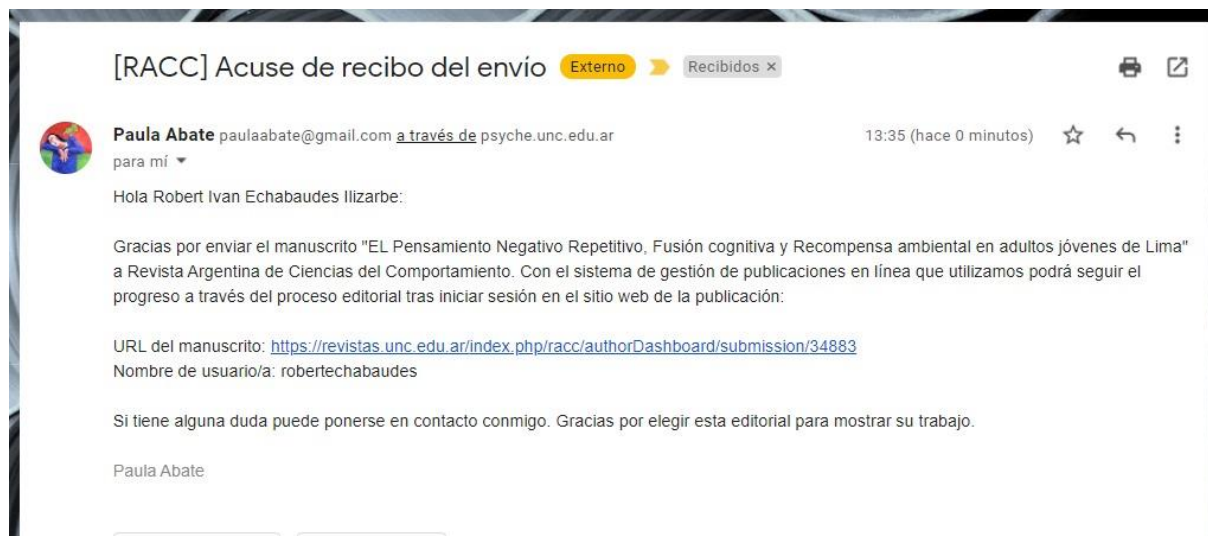 [RACC] Acuse de recibo del envío Externo Recibidos ×
Paula Abate paulaabate@gmail.com a través de psyche.unc.edu.ar 13:35 (hace 0 minutos)
para mí
Hola Robert Ivan Echabaudes Ilizarbe:
Gracias por enviar el manuscrito "EL Pensamiento Negativo Repetitivo, Fusión cognitiva y Recompensa ambiental en adultos jóvenes de Lima"
a Revista Argentina de Ciencias del Comportamiento. Con el sistema de gestión de publicaciones en línea que utilizamos podrá seguir el
progreso a través del proceso editorial tras iniciar sesión en el sitio web de la publicación:
URL del manuscrito: https://revistas.unc.edu.ar/index.php/racc/authorDashboard/submission/34883
Nombre de usuario/a: robertechabaudes
Si tiene alguna duda puede ponerse en contacto conmigo. Gracias por elegir esta editorial para mostrar su trabajo.
Paula Abate